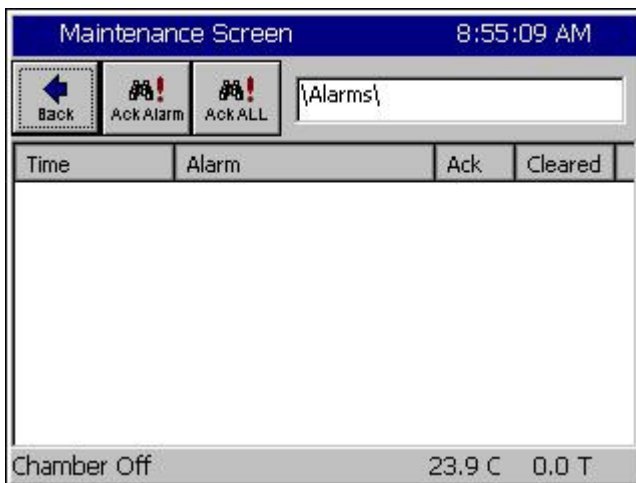 Maintenance Screen 8:55:09 AM
Back Ack Alarm Ack ALL \Alarms\
Time Alarm Ack Cleared
Chamber Off 23.9 C 0.0 T